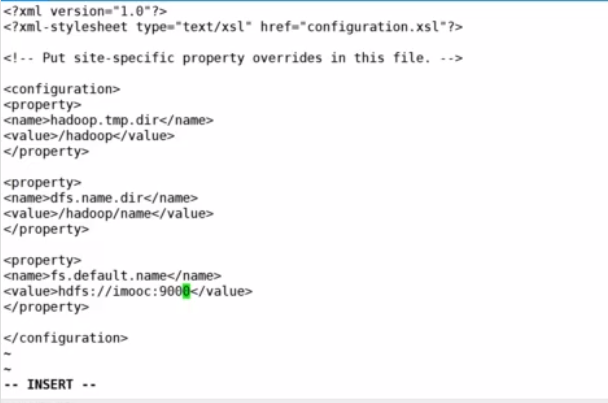 <?xml version="1.0"?>
<?xml-stylesheet type="text/xsl" href="configuration.xsl"?>
<!-- Put site-specific property overrides in this file. -->
<configuration>
<property>
<name>hadoop.tmp.dir</name>
<value>/hadoop</value>
</property>
<property>
<name>dfs.name.dir</name>
<value>/hadoop/name</value>
</property>
<property>
<name>fs.default.name</name>
<value>hdfs://imooc:9000</value>
</property>
</configuration>
~
~
-- INSERT --